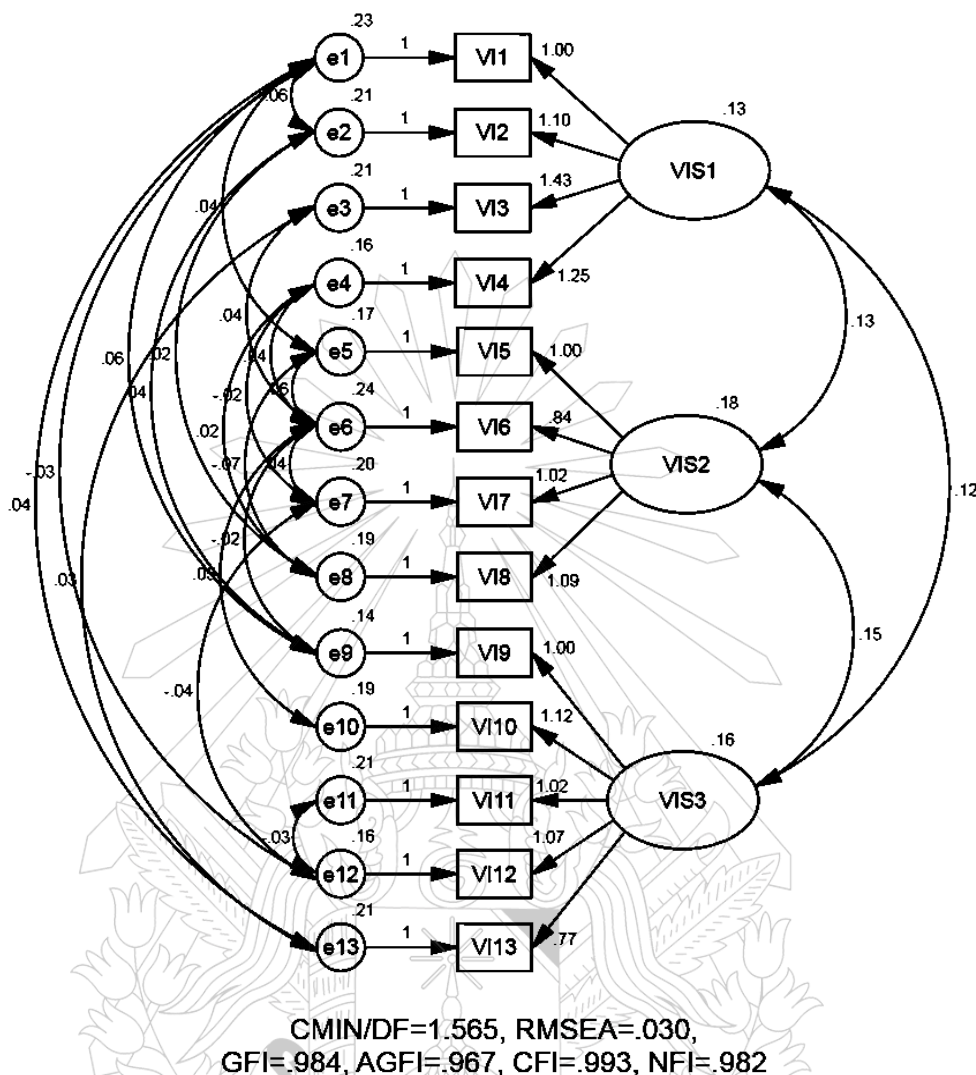 .23
e1
1
VI1
1.00
.06
.21
e2
1
VI2
1.10
.13
VIS1
.21
e3
1
VI3
1.43
.04
.16
e4
1
VI4
1.25
.17
e5
1
VI5
1.00
.13
.04
.06
.02
.04
.24
e6
1
VI6
.84
.18
VIS2
-.02
.02
.04
.20
e7
1
VI7
1.02
-.07
-.03
.04
.12
.19
e8
1
VI8
1.09
-.02
.03
.14
e9
1
VI9
1.00
.15
.19
e10
1
VI10
1.12
-.04
.16
VIS3
.21
e11
1
VI11
1.02
-.03
.16
e12
1
VI12
1.07
.21
e13
1
VI13
.77
CMIN/DF=1.565, RMSEA=.030,
GFI=.984, AGFI=.967, CFI=.993, NFI=.982